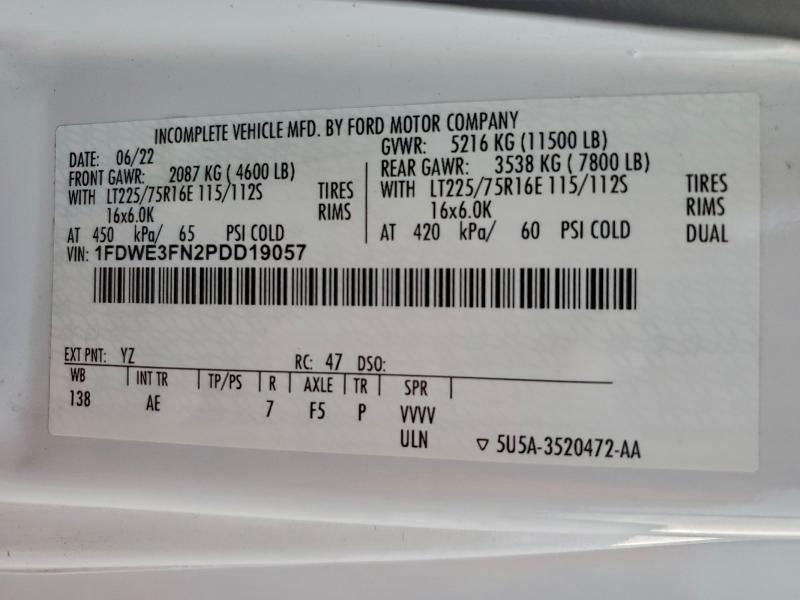 INCOMPLETE VEHICLE MFD. BY FORD MOTOR COMPANY
DATE: 06/22 GVWR: 5216 KG (11500 LB)
FRONT GAWR: 2087 KG ( 4600 LB) REAR GAWR: 3538 KG ( 7800 LB)
WITH LT225/75R16E 115/112S TIRES WITH LT225/75R16E 115/112S TIRES
16x6.0K RIMS 16x6.0K RIMS
AT 450 kPa/ 65 PSI COLD AT 420 kPa/ 60 PSI COLD DUAL
VIN: 1FDWE3FN2PDD19057
EXT PNT: YZ RC: 47 DSO:
WB INT TR TP/PS R AXLE TR SPR
138 AE 7 F5 P VVVV
ULN ▽ 5U5A-3520472-AA